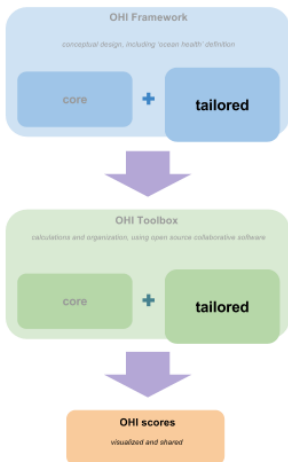 OHI Framework
conceptual design, including 'ocean health' definition
core + tailored
OHI Toolbox
calculations and organization, using open source collaborative software
core + tailored
OHI scores
visualized and shared